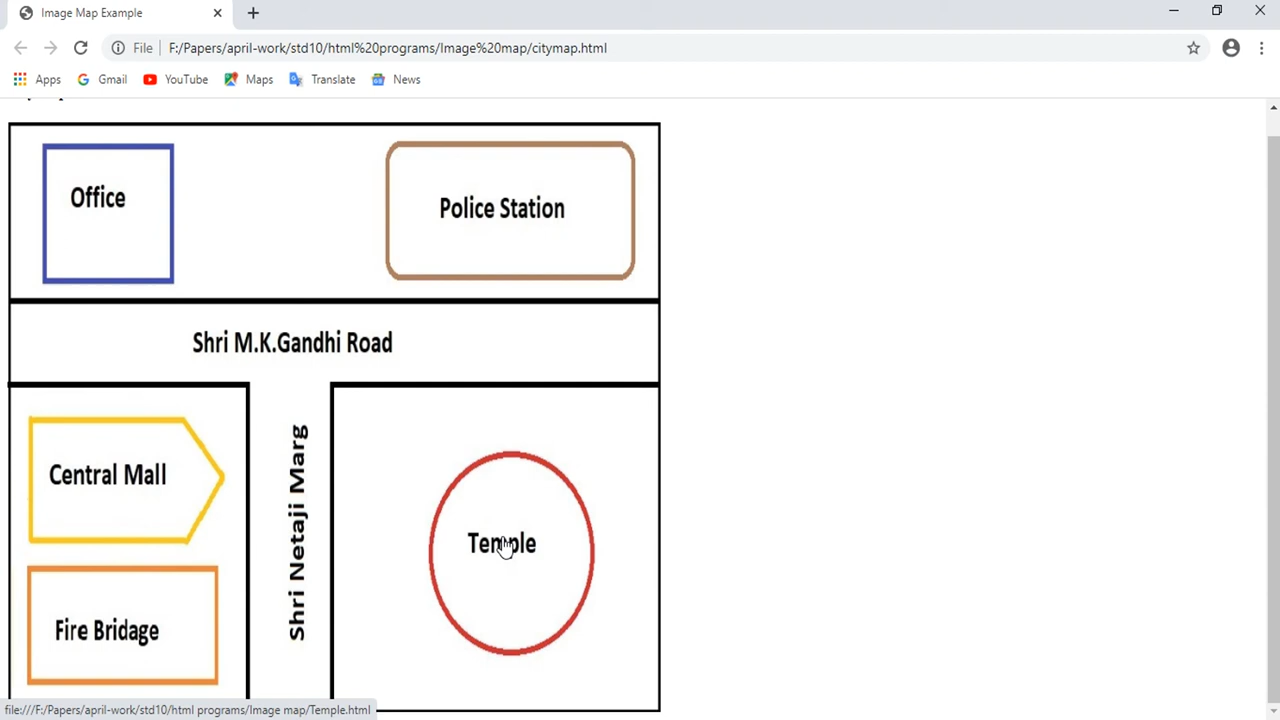 Image Map Example
File
F:/Papers/april-work/std10/html%20programs/Image%20map/citymap.html
Apps
Gmail
YouTube
Maps
Translate
News
Office
Police Station
Shri M.K.Gandhi Road
Central Mall
Shri Netaji Marg
Temple
Fire Bridage
file:///F:/Papers/april-work/std10/html programs/Image map/Temple.html